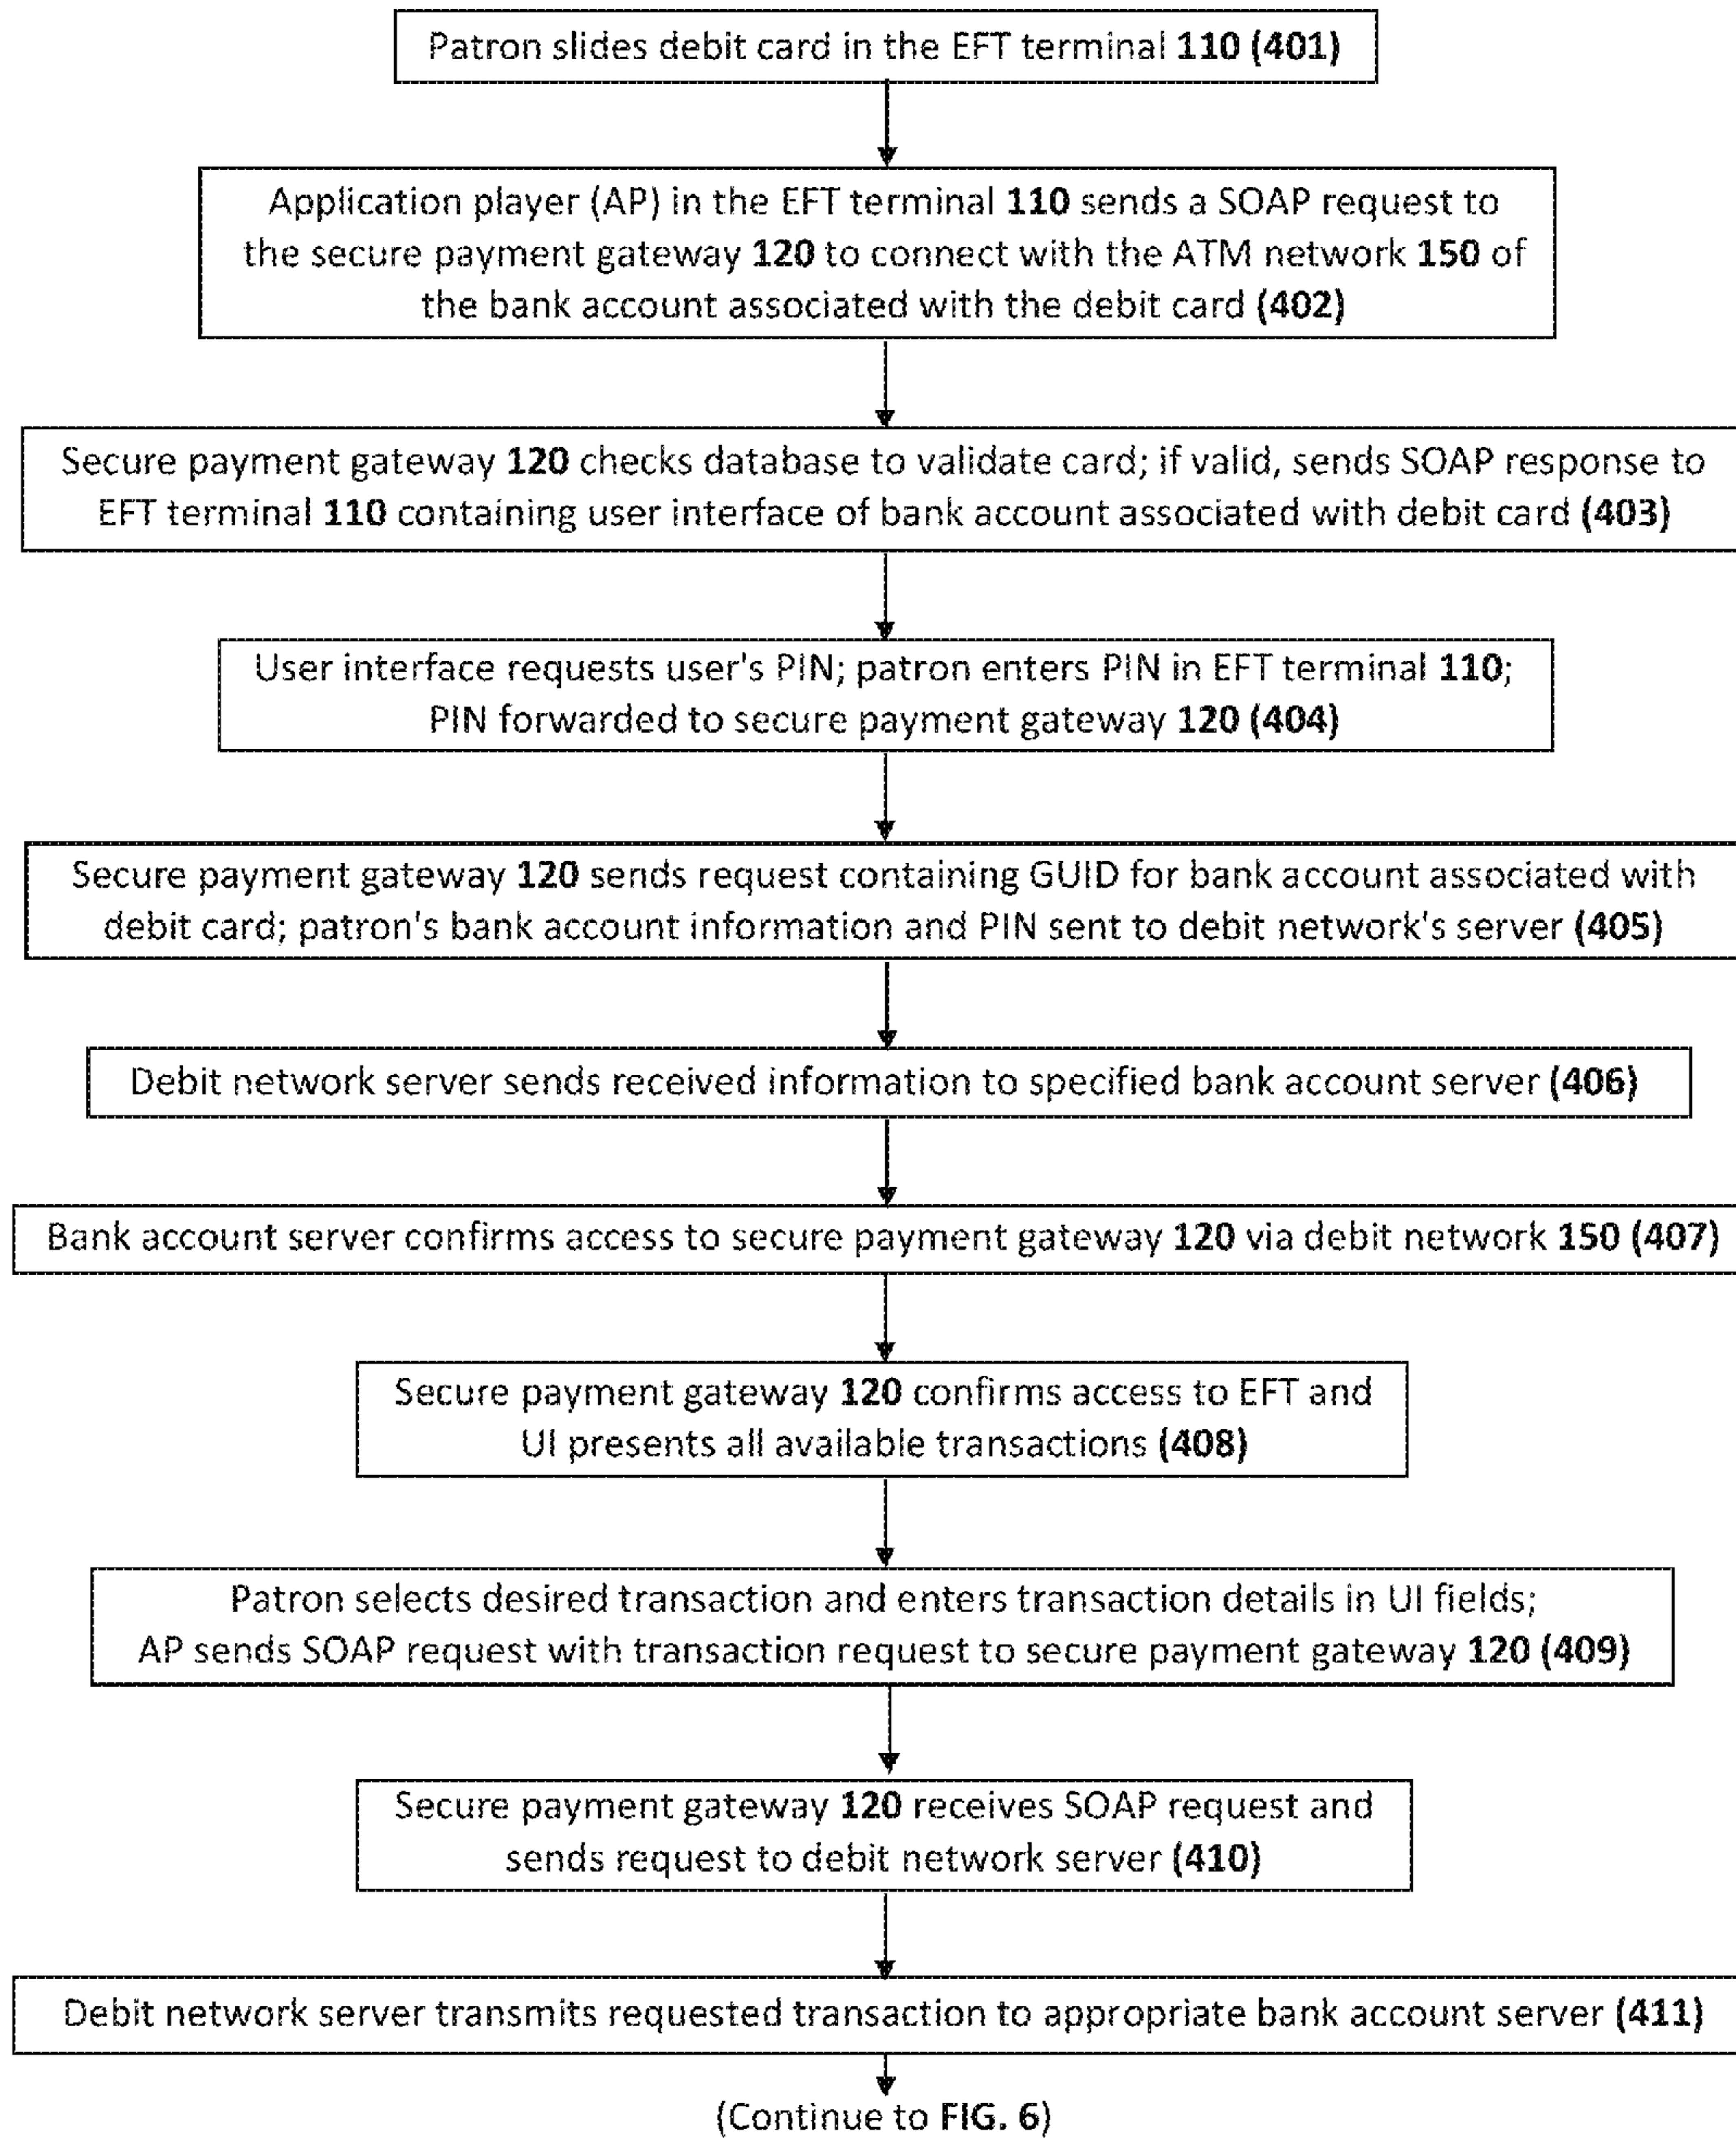 Patron slides debit card in the EFT terminal 110 (401)
Application player (AP) in the EFT terminal 110 sends a SOAP request to
the secure payment gateway 120 to connect with the ATM network 150 of
the bank account associated with the debit card (402)
Secure payment gateway 120 checks database to validate card; if valid, sends SOAP response to
EFT terminal 110 containing user interface of bank account associated with debit card (403)
User interface requests user's PIN; patron enters PIN in EFT terminal 110;
PIN forwarded to secure payment gateway 120 (404)
Secure payment gateway 120 sends request containing GUID for bank account associated with
debit card; patron's bank account information and PIN sent to debit network's server (405)
Debit network server sends received information to specified bank account server (406)
Bank account server confirms access to secure payment gateway 120 via debit network 150 (407)
Secure payment gateway 120 confirms access to EFT and
UI presents all available transactions (408)
Patron selects desired transaction and enters transaction details in UI fields;
AP sends SOAP request with transaction request to secure payment gateway 120 (409)
Secure payment gateway 120 receives SOAP request and
sends request to debit network server (410)
Debit network server transmits requested transaction to appropriate bank account server (411)
(Continue to FIG. 6)